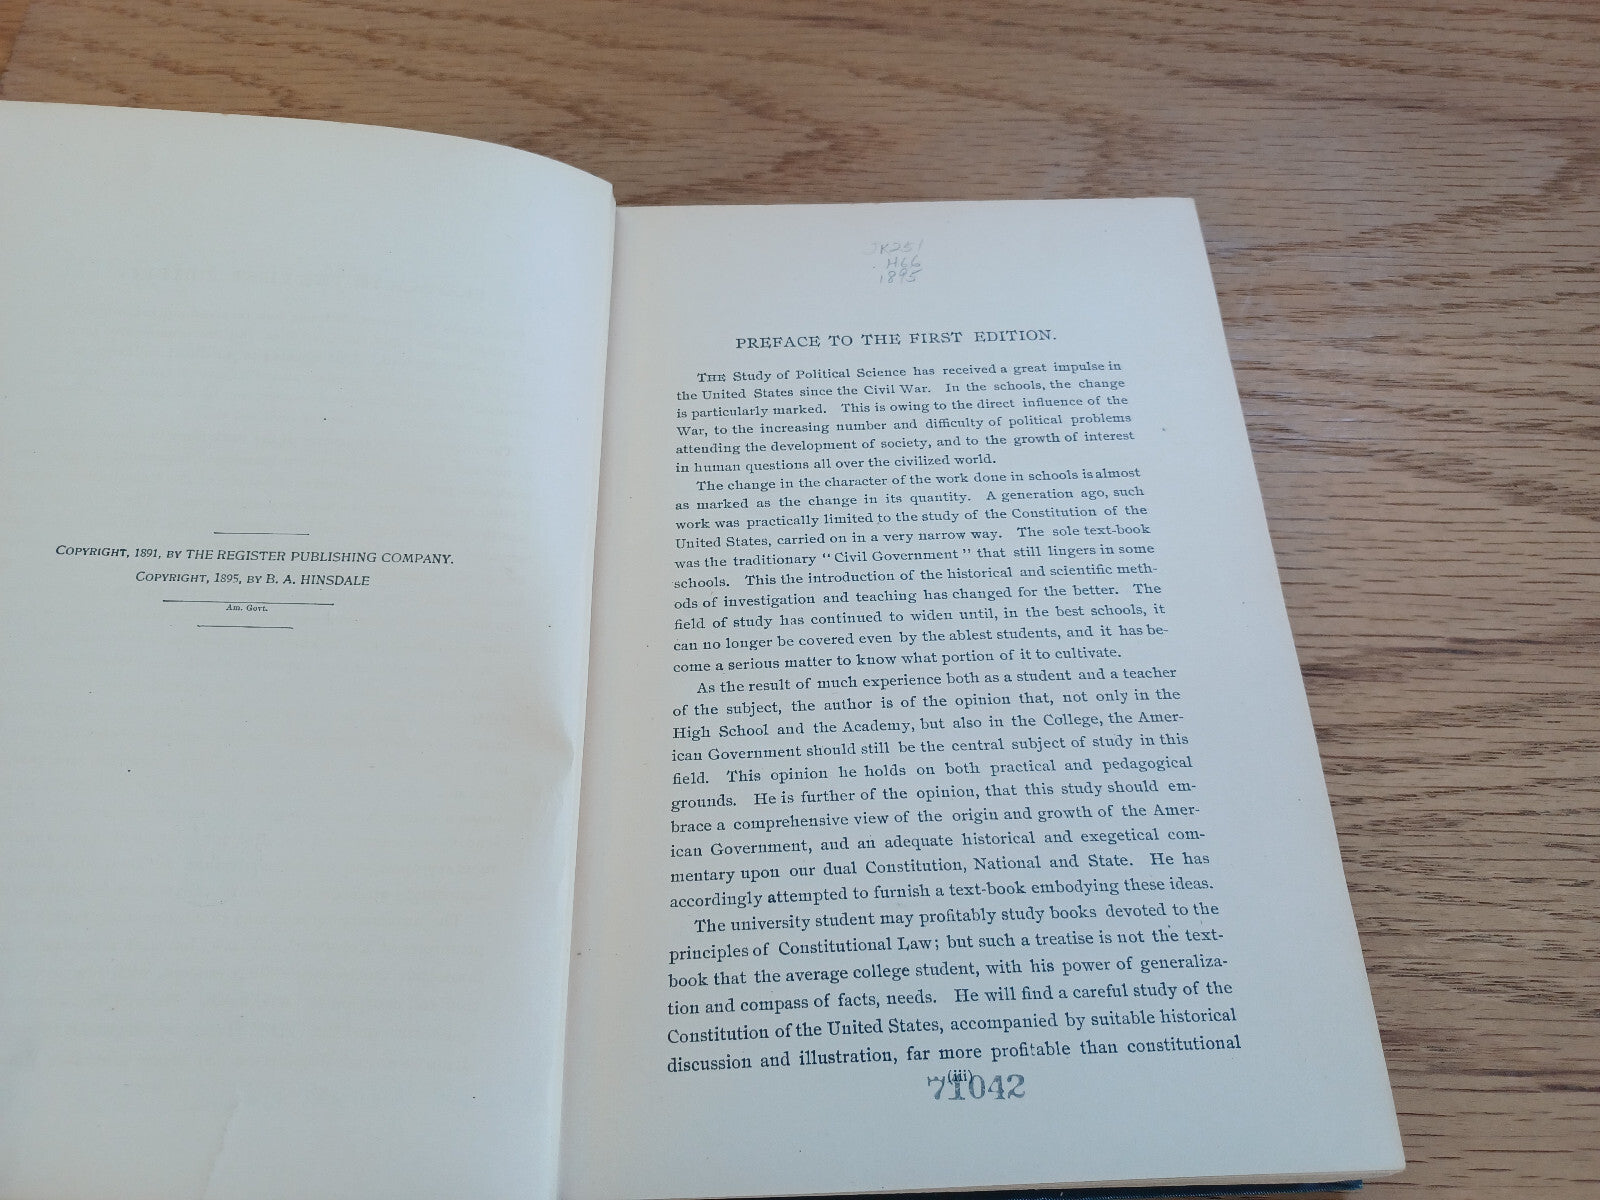 COPYRIGHT, 1891, BY THE REGISTER PUBLISHING COMPANY.
COPYRIGHT, 1895, BY B. A. HINSDALE
Am. Govt.
JK251
H66
1895
PREFACE TO THE FIRST EDITION.
THE Study of Political Science has received a great impulse in
the United States since the Civil War. In the schools, the change
is particularly marked. This is owing to the direct influence of the
War, to the increasing number and difficulty of political problems
attending the development of society, and to the growth of interest
in human questions all over the civilized world.
The change in the character of the work done in schools is almost
as marked as the change in its quantity. A generation ago, such
work was practically limited to the study of the Constitution of the
United States, carried on in a very narrow way. The sole text-book
was the traditionary "Civil Government" that still lingers in some
schools. This the introduction of the historical and scientific meth-
ods of investigation and teaching has changed for the better. The
field of study has continued to widen until, in the best schools, it
can no longer be covered even by the ablest students, and it has be-
come a serious matter to know what portion of it to cultivate.
As the result of much experience both as a student and a teacher
of the subject, the author is of the opinion that, not only in the
High School and the Academy, but also in the College, the Amer-
ican Government should still be the central subject of study in this
field. This opinion he holds on both practical and pedagogical
grounds. He is further of the opinion, that this study should em-
brace a comprehensive view of the origin and growth of the Amer-
ican Government, and an adequate historical and exegetical com-
mentary upon our dual Constitution, National and State. He has
accordingly attempted to furnish a text-book embodying these ideas.
The university student may profitably study books devoted to the
principles of Constitutional Law; but such a treatise is not the text-
book that the average college student, with his power of generaliza-
tion and compass of facts, needs. He will find a careful study of the
Constitution of the United States, accompanied by suitable historical
discussion and illustration, far more profitable than constitutional
(iii)
71042